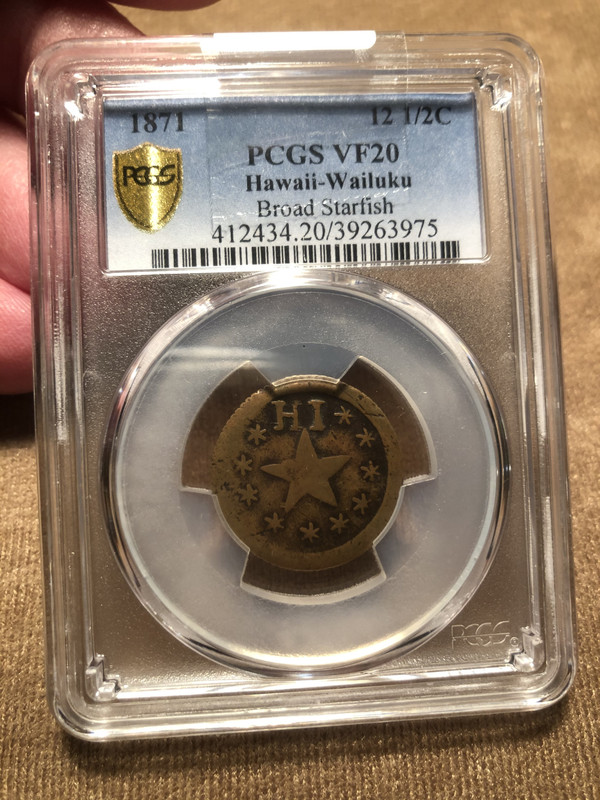 1871 12 1/2C
PCGS VF20
PCGS
Hawaii-Wailuku
Broad Starfish
412434.20/39263975
HI
PCGS